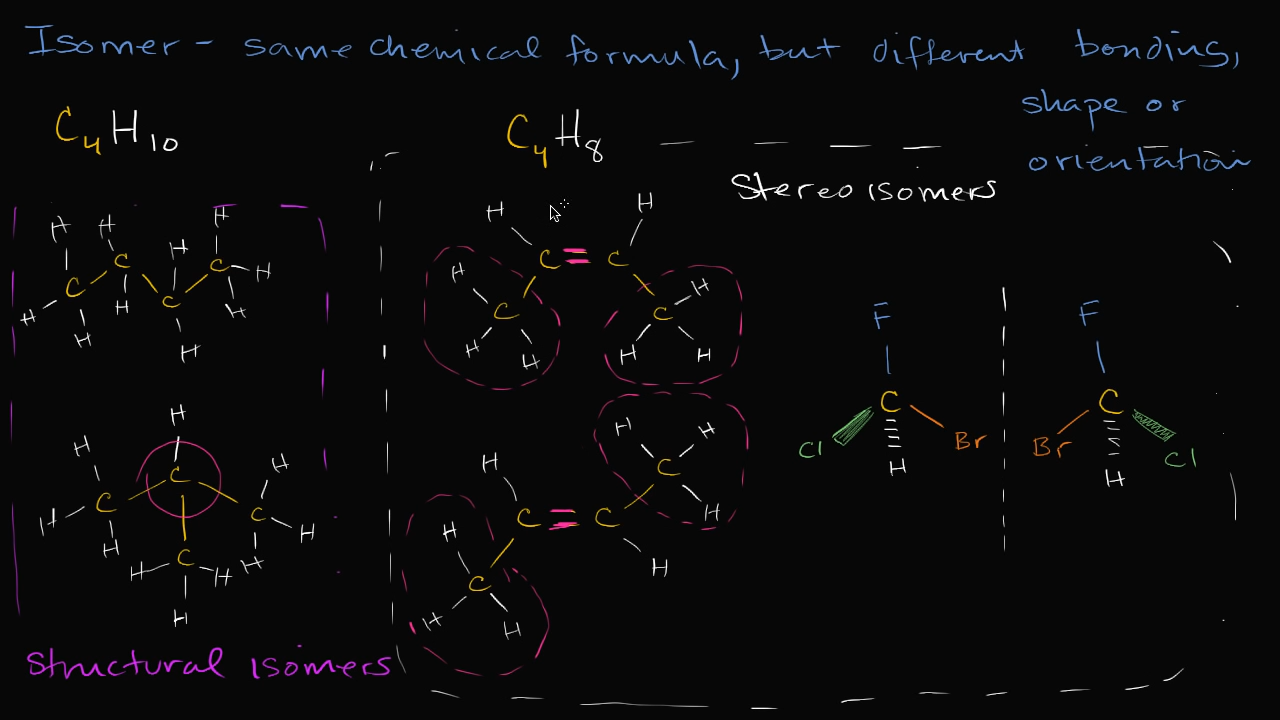 Isomer - same chemical formula, but different bonding,
shape or
orientation
C4H10
C4H8
Stereoisomers
H H H H
C C C C H
H H H H H
H H
C = C
H H
C C
H H H H
F F
C C
Cl Br Br Cl
H H
H
H C H
C C
H H H
C H
H H H
H
H H
H C
C = C H
H H
C
H H
Structural isomers